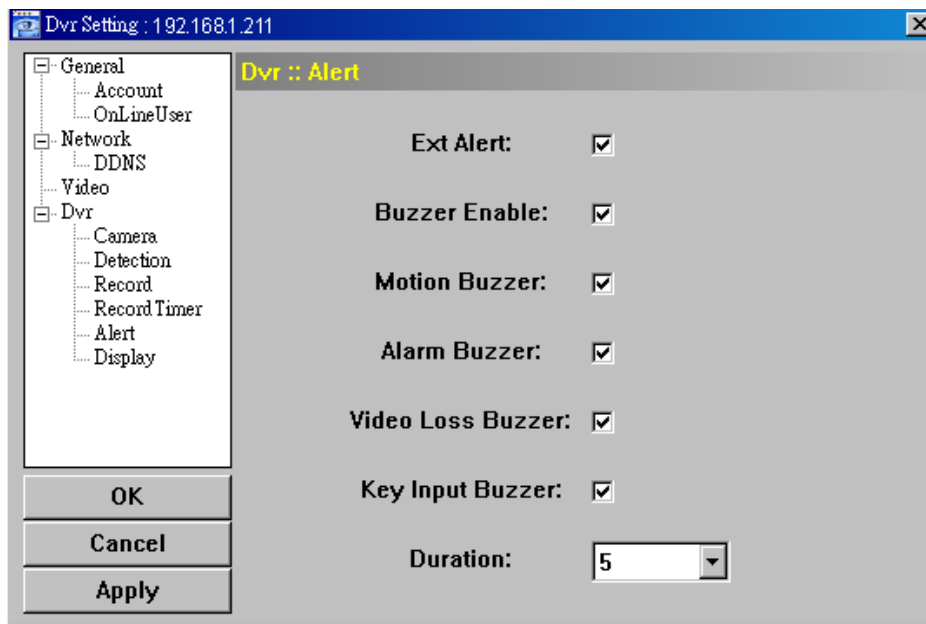 Dvr Setting : 192.168.1.211
General
Account
OnLineUser
Network
DDNS
Video
Dvr
Camera
Detection
Record
Record Timer
Alert
Display
OK
Cancel
Apply
Dvr :: Alert
Ext Alert:
Buzzer Enable:
Motion Buzzer:
Alarm Buzzer:
Video Loss Buzzer:
Key Input Buzzer:
Duration: 5